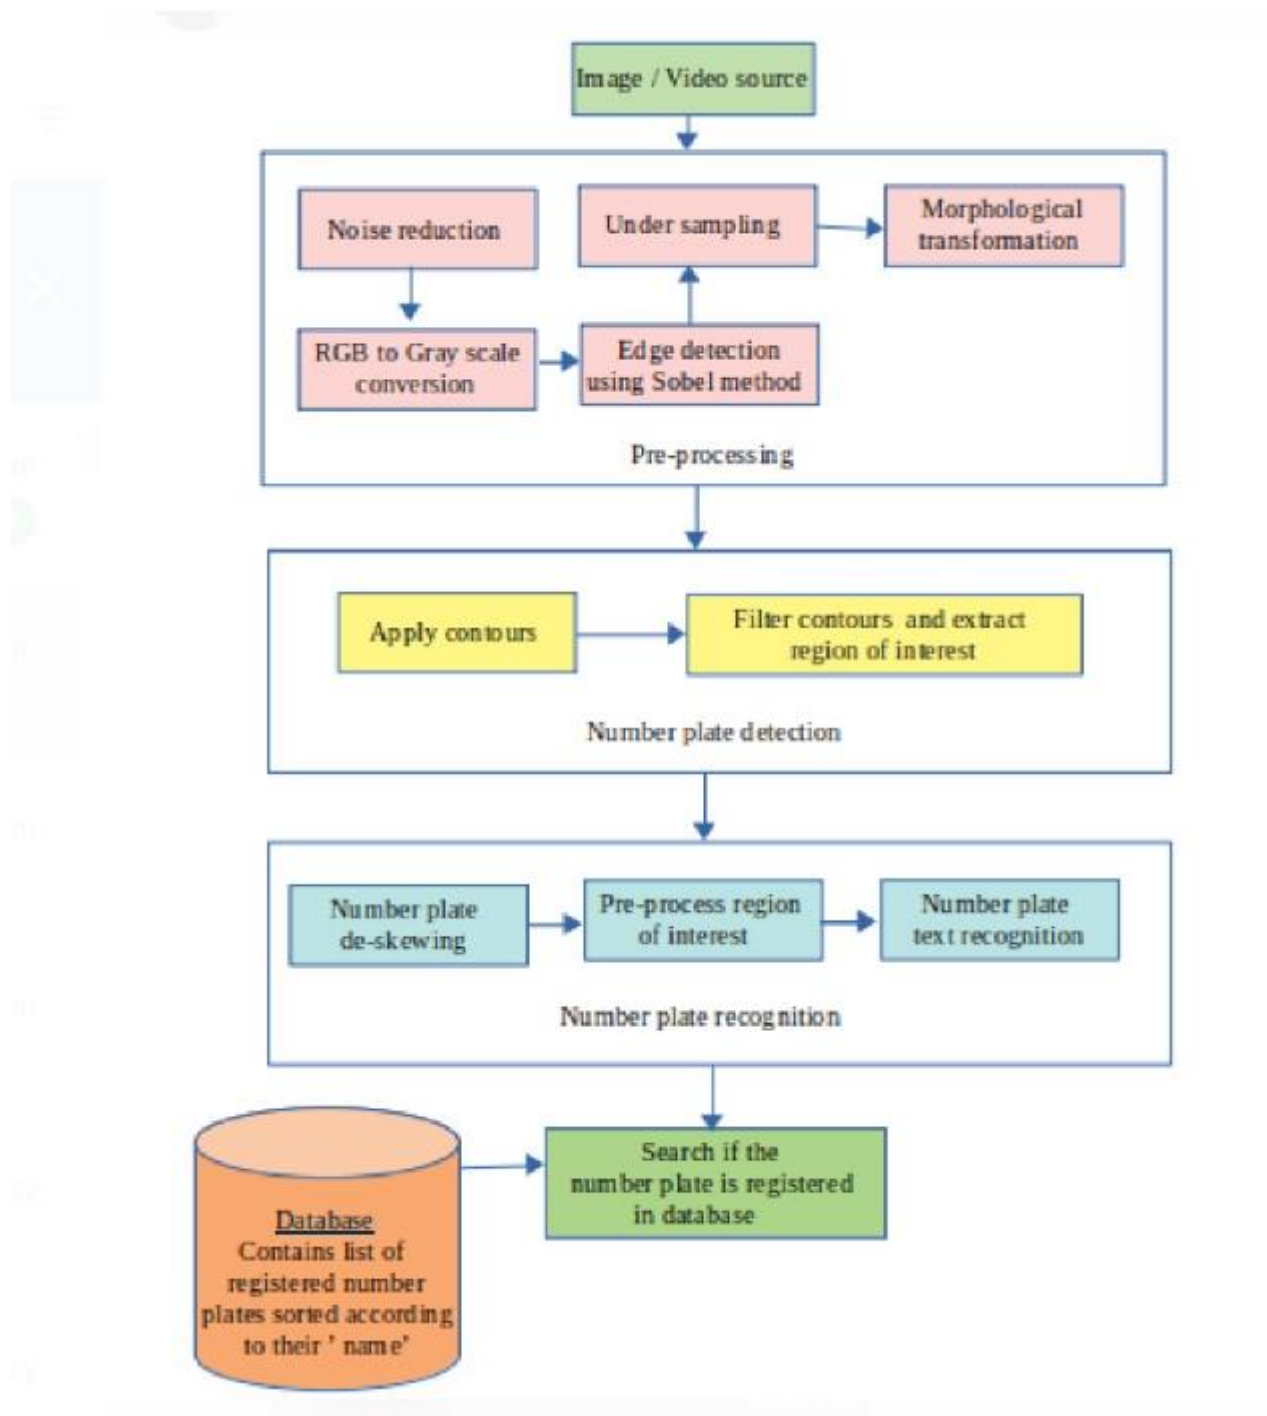 Image / Video source
Noise reduction
RGB to Gray scale
conversion
Edge detection
using Sobel method
Under sampling
Morphological
transformation
Pre-processing
Apply contours
Filter contours and extract
region of interest
Number plate detection
Number plate
de-skewing
Pre-process region
of interest
Number plate
text recognition
Number plate recognition
Search if the
number plate is registered
in database
Database
Contains list of
registered number
plates sorted according
to their ' name'